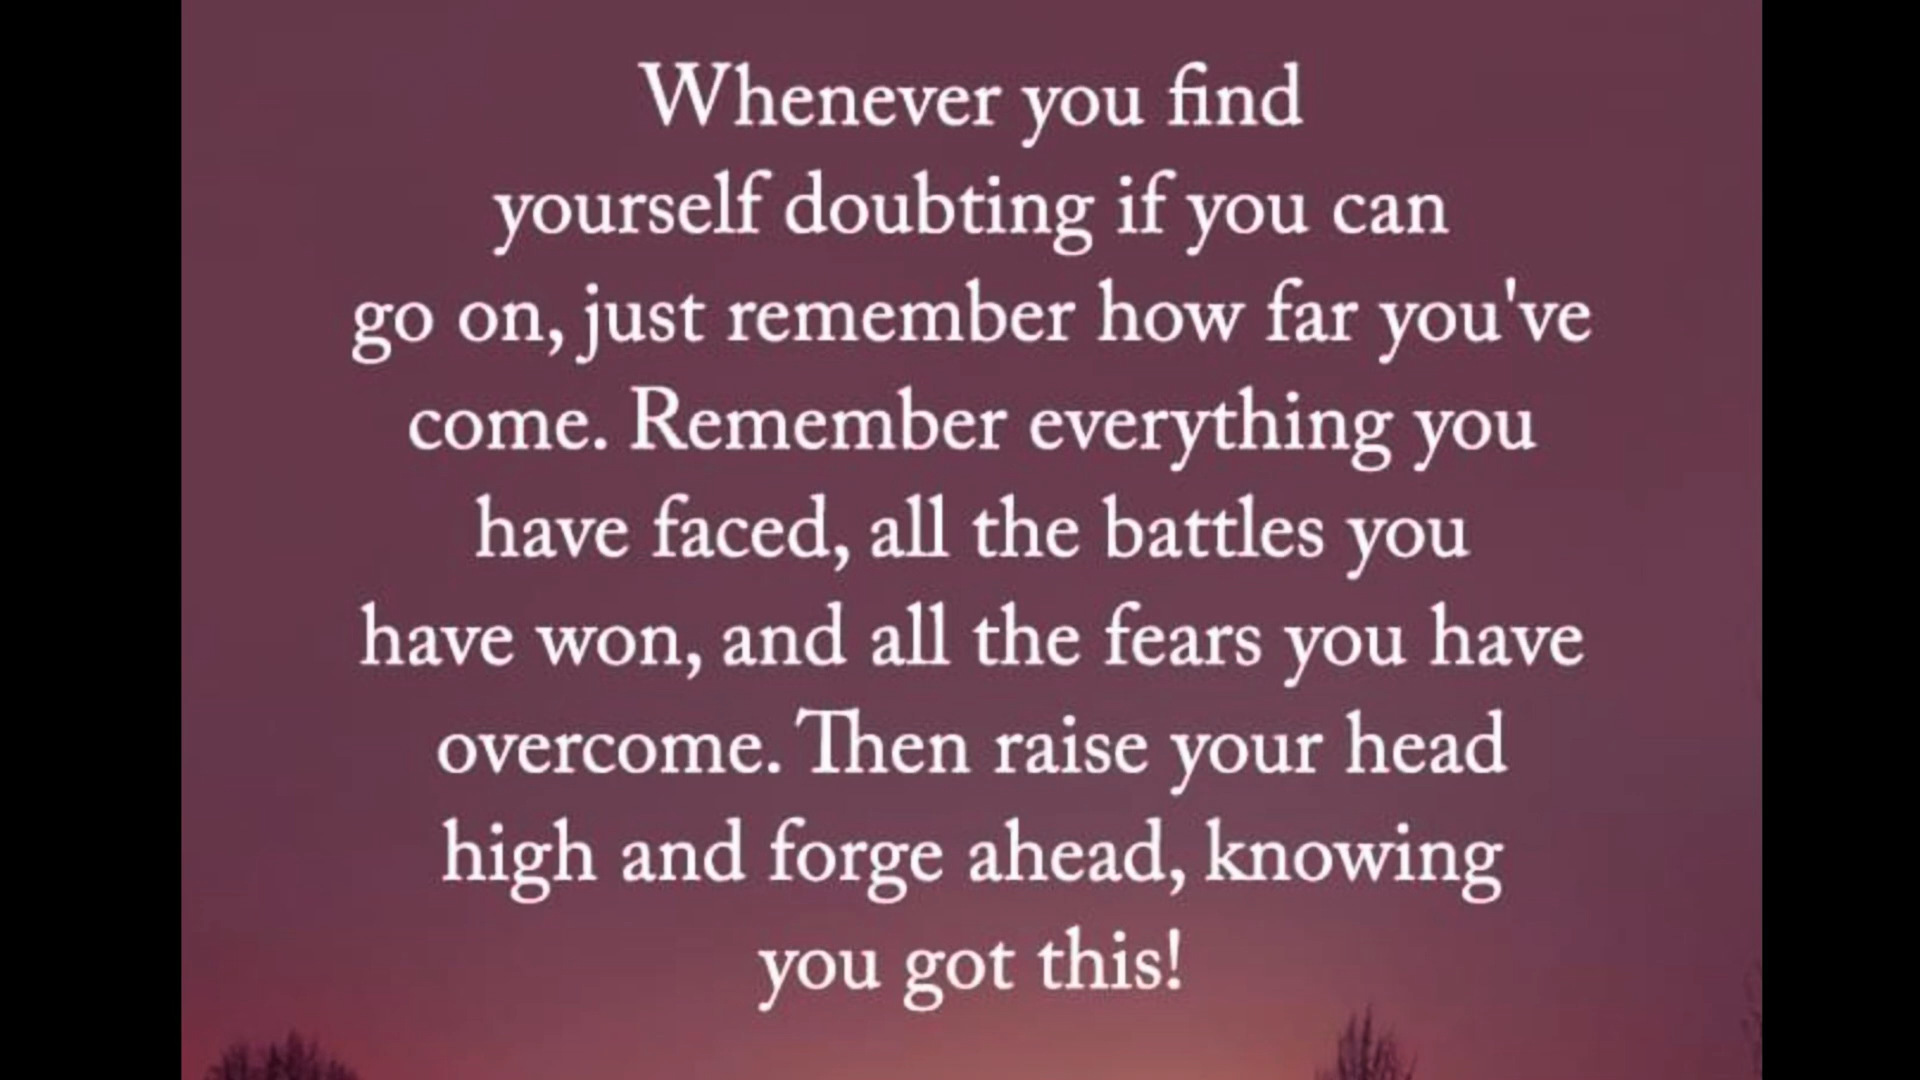 Whenever you find
yourself doubting if you can
go on, just remember how far you've
come. Remember everything you
have faced, all the battles you
have won, and all the fears you have
overcome. Then raise your head
high and forge ahead, knowing
you got this!